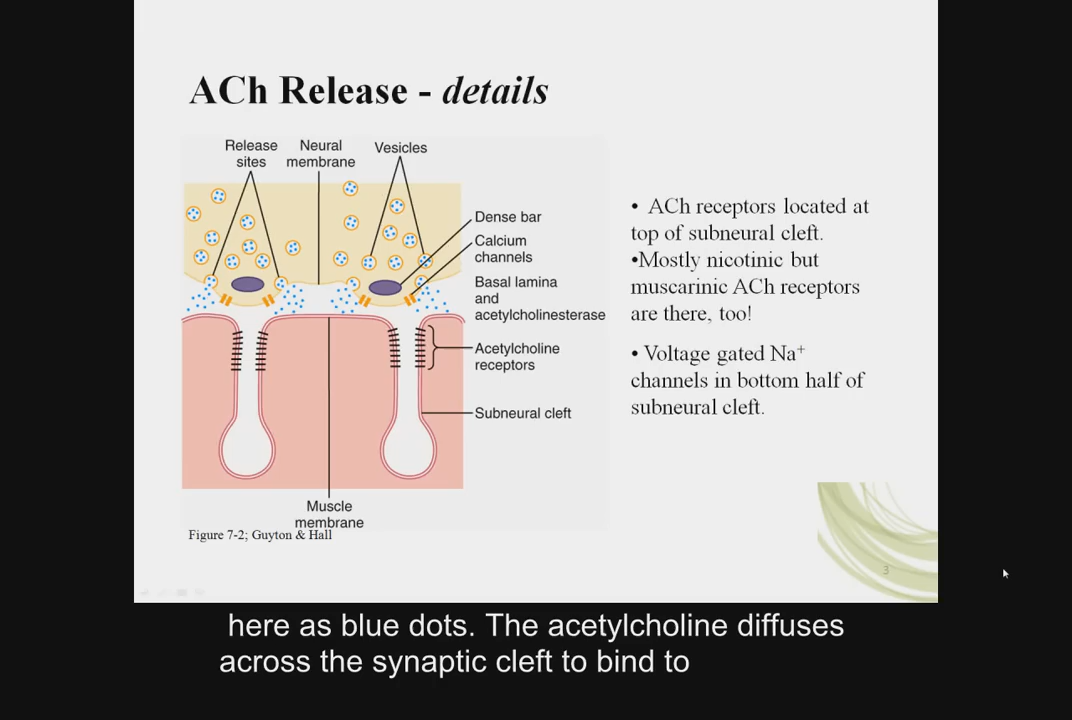 ACh Release - details
Release
sites
Neural
membrane
Vesicles
Dense bar
Calcium
channels
Basal lamina
and
acetylcholinesterase
Acetylcholine
receptors
Subneural cleft
Muscle
membrane
Figure 7-2; Guyton & Hall
• ACh receptors located at
top of subneural cleft.
•Mostly nicotinic but
muscarinic ACh receptors
are there, too!
• Voltage gated Na⁺
channels in bottom half of
subneural cleft.
3
here as blue dots. The acetylcholine diffuses
across the synaptic cleft to bind to